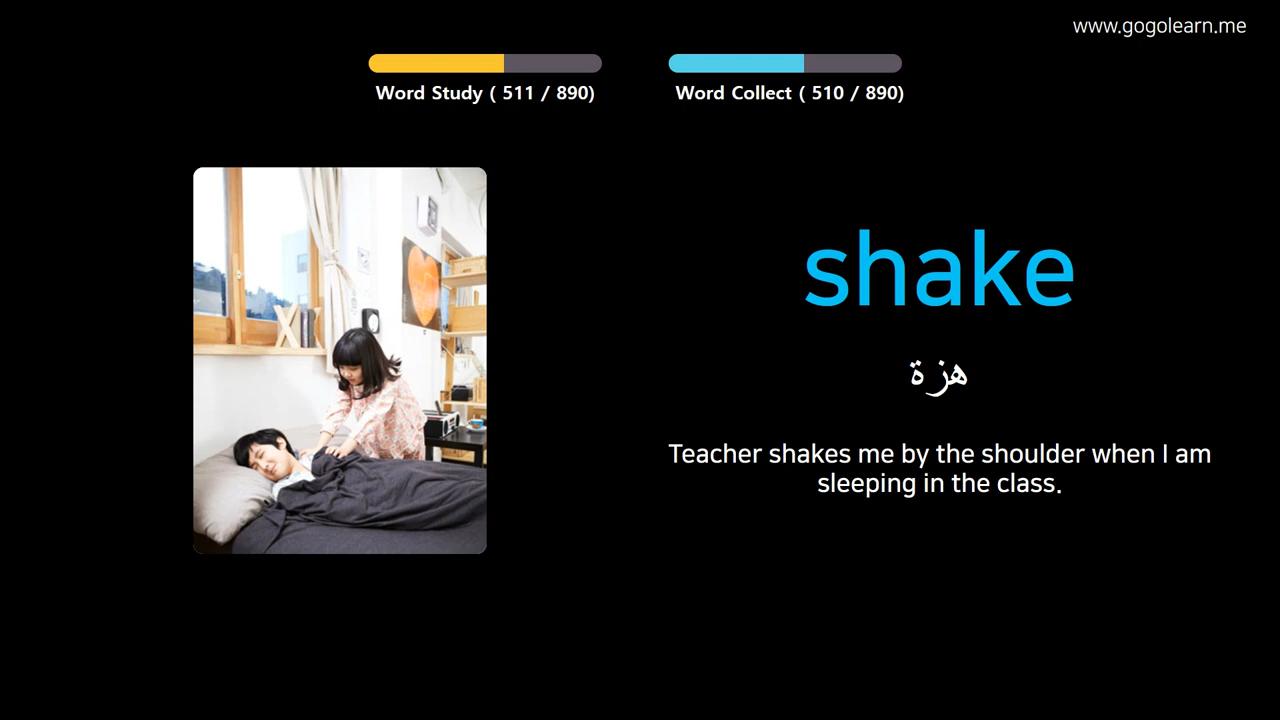 www.gogolearn.me
Word Study ( 511 / 890)
Word Collect ( 510 / 890)
shake
هزة
Teacher shakes me by the shoulder when I am
sleeping in the class.